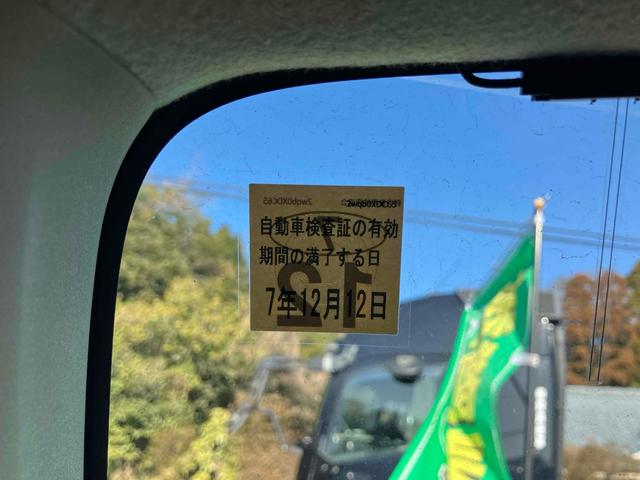 2wqb0XDC65
自動車検査証の有効
期間の満了する日
7年12月12日